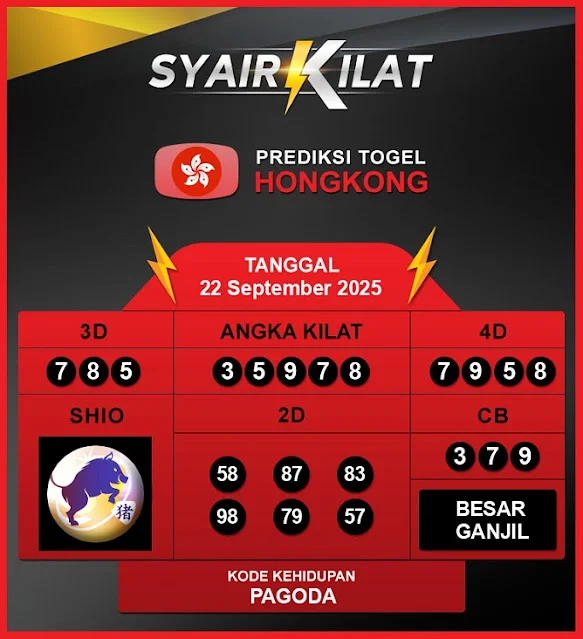 SYAIR KILAT
PREDIKSI TOGEL
HONGKONG
TANGGAL
22 September 2025
3D
7 8 5
ANGKA KILAT
3 5 9 7 8
4D
7 9 5 8
SHIO
猪
2D
58 87 83
98 79 57
CB
3 7 9
BESAR
GANJIL
KODE KEHIDUPAN
PAGODA